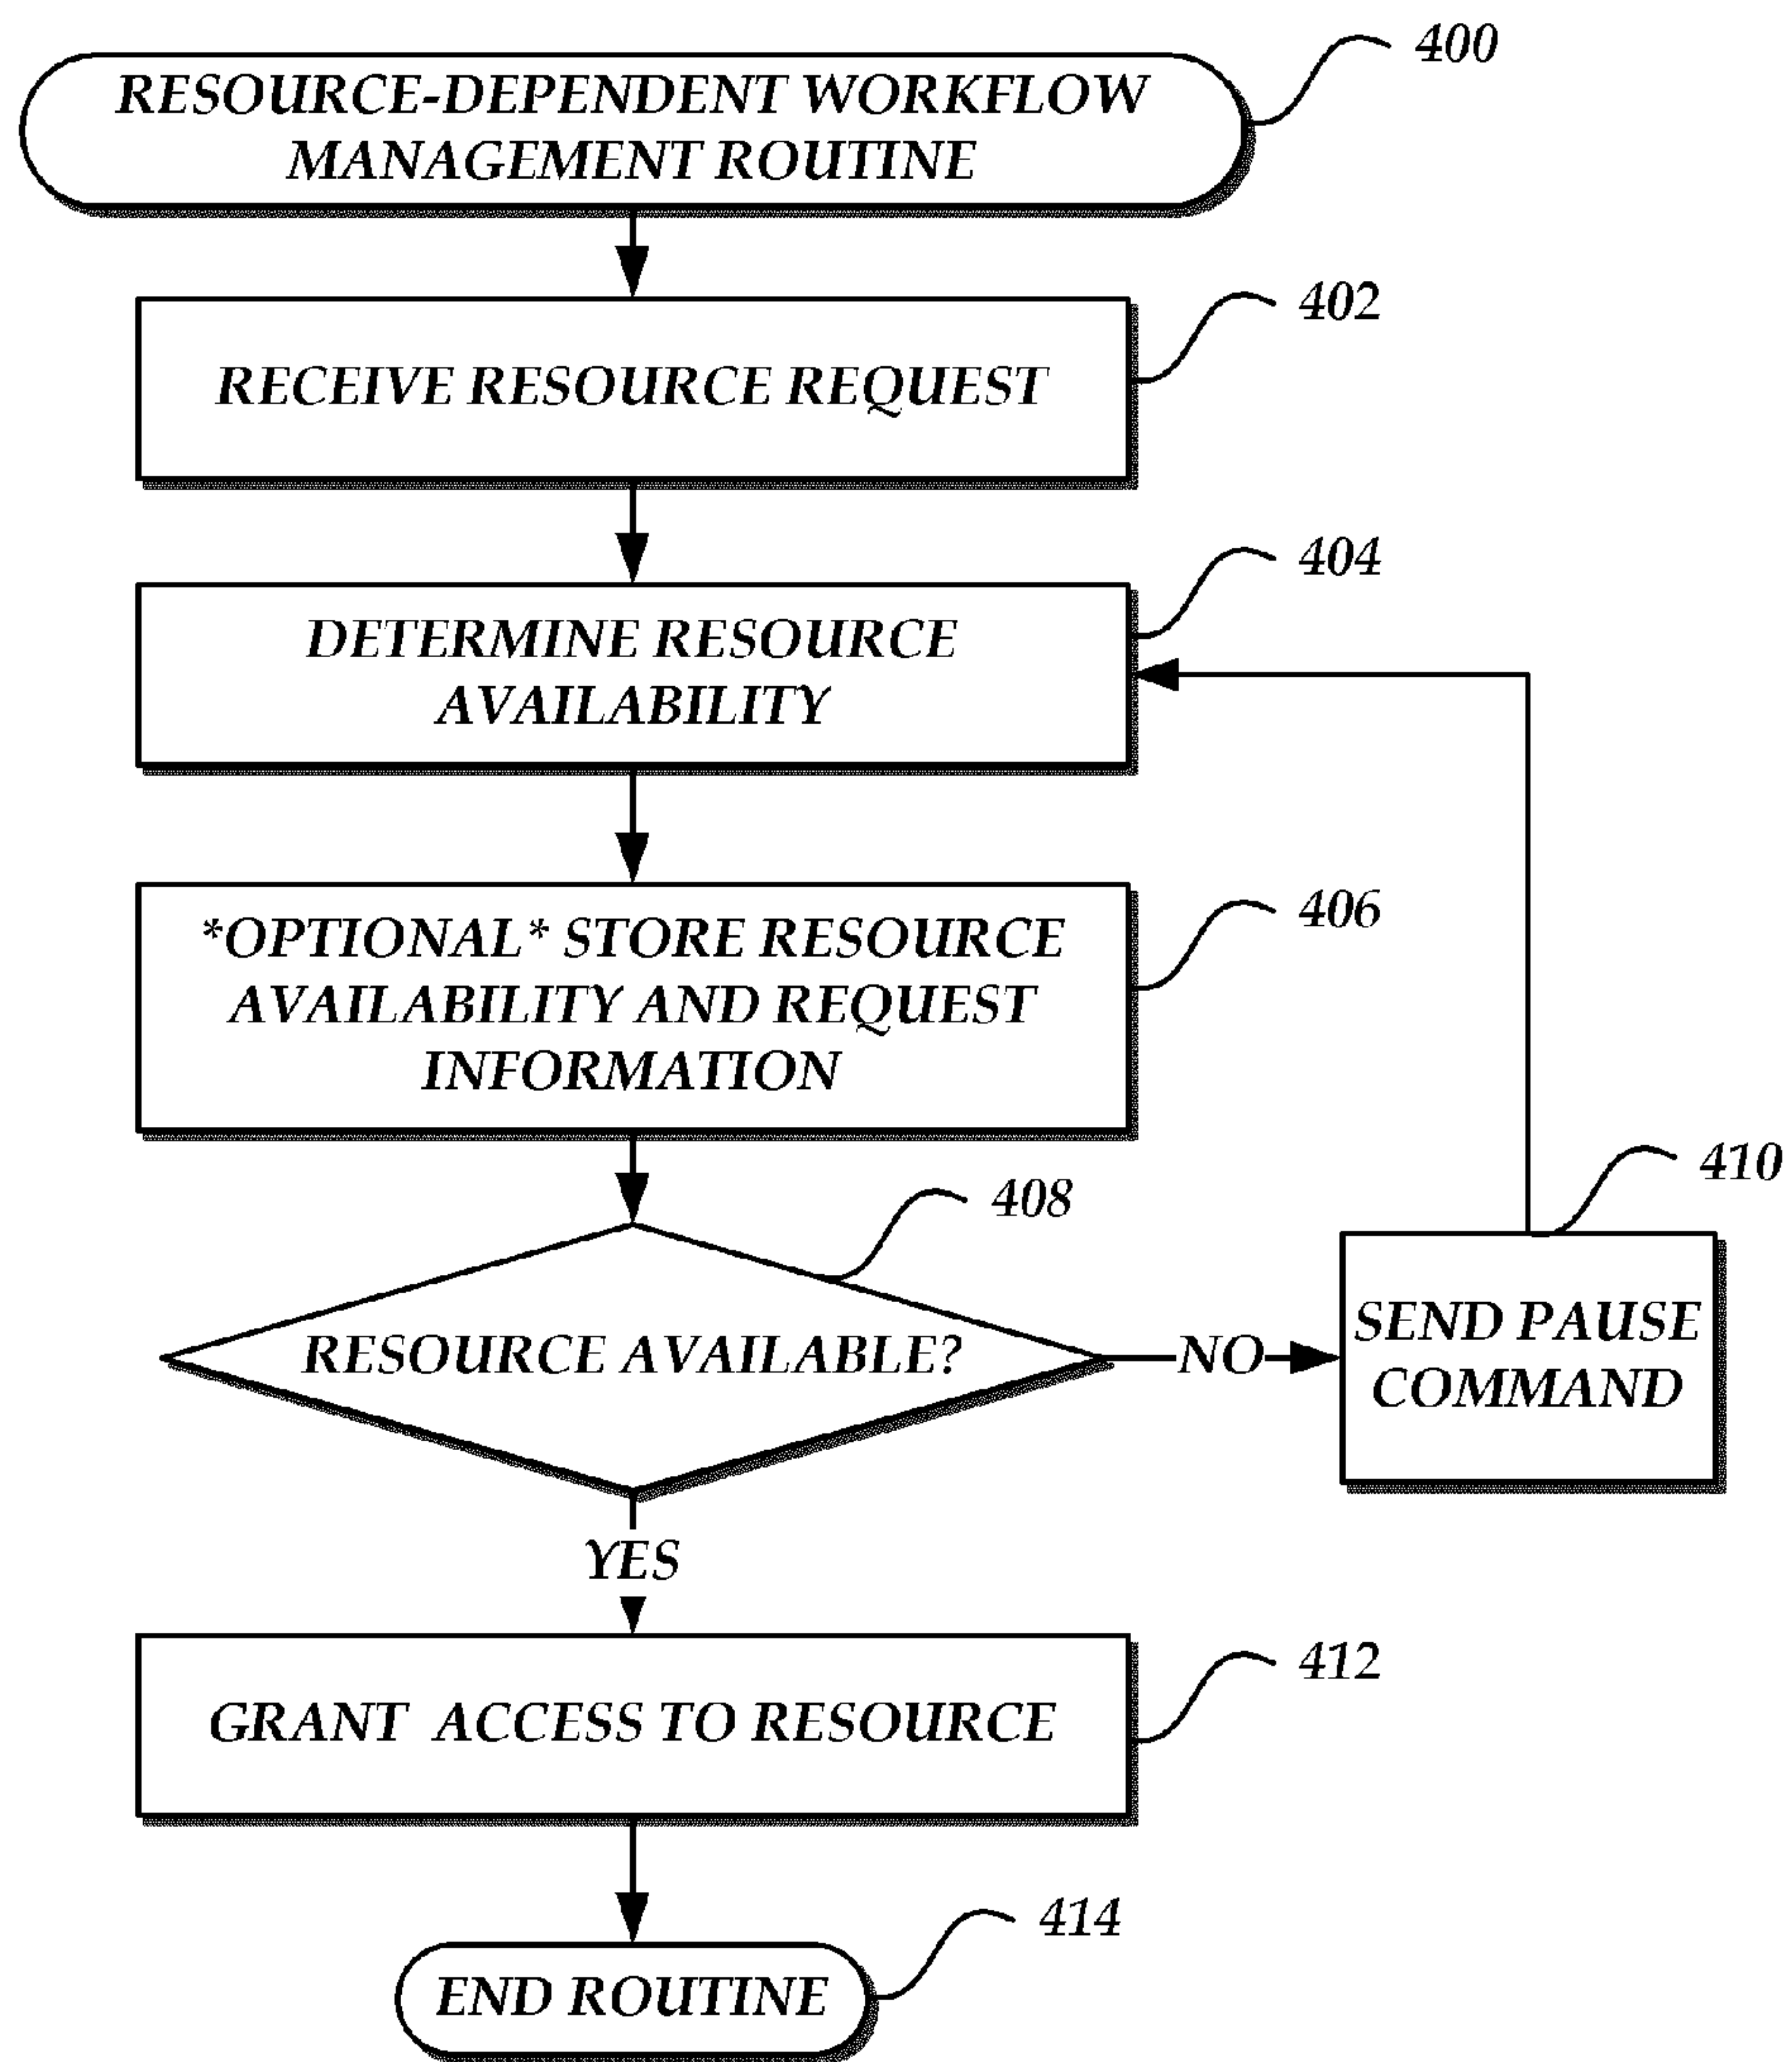 400
RESOURCE-DEPENDENT WORKFLOW
MANAGEMENT ROUTINE
402
RECEIVE RESOURCE REQUEST
404
DETERMINE RESOURCE
AVAILABILITY
406
*OPTIONAL* STORE RESOURCE
AVAILABILITY AND REQUEST
INFORMATION
408
RESOURCE AVAILABLE?
NO
410
SEND PAUSE
COMMAND
YES
412
GRANT ACCESS TO RESOURCE
414
END ROUTINE